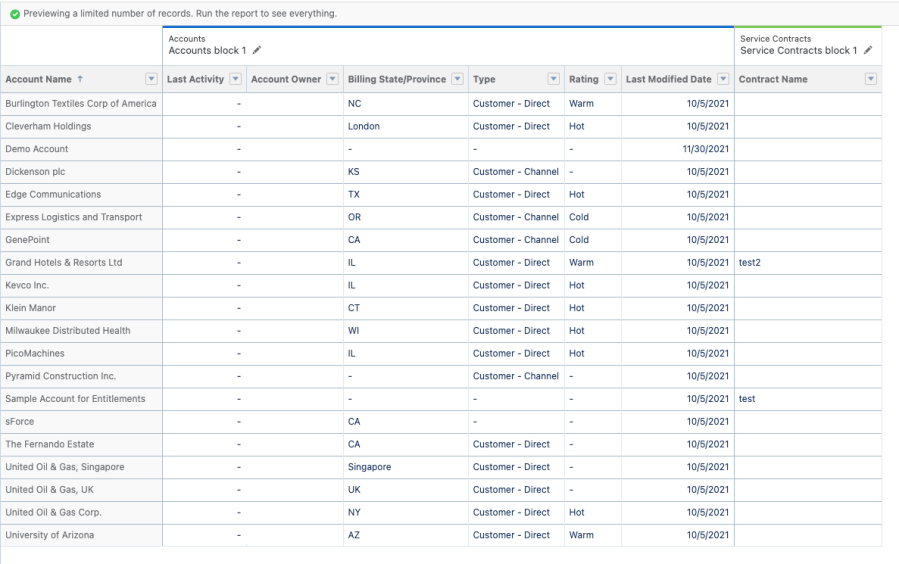 Previewing a limited number of records. Run the report to see everything.
Accounts Service Contracts
Accounts block 1 Service Contracts block 1
Account Name ↑ Last Activity Account Owner Billing State/Province Type Rating Last Modified Date Contract Name
Burlington Textiles Corp of America - NC Customer - Direct Warm 10/5/2021
Cleverham Holdings - London Customer - Direct Hot 10/5/2021
Demo Account - - - - 11/30/2021
Dickenson plc - KS Customer - Channel - 10/5/2021
Edge Communications - TX Customer - Direct Hot 10/5/2021
Express Logistics and Transport - OR Customer - Channel Cold 10/5/2021
GenePoint - CA Customer - Channel Cold 10/5/2021
Grand Hotels & Resorts Ltd - IL Customer - Direct Warm 10/5/2021 test2
Kevco Inc. - IL Customer - Direct Hot 10/5/2021
Klein Manor - CT Customer - Direct Hot 10/5/2021
Milwaukee Distributed Health - WI Customer - Direct Hot 10/5/2021
PicoMachines - IL Customer - Direct Hot 10/5/2021
Pyramid Construction Inc. - - Customer - Channel - 10/5/2021
Sample Account for Entitlements - - - - 10/5/2021 test
sForce - CA - - 10/5/2021
The Fernando Estate - CA Customer - Direct - 10/5/2021
United Oil & Gas, Singapore - Singapore Customer - Direct - 10/5/2021
United Oil & Gas, UK - UK Customer - Direct - 10/5/2021
United Oil & Gas Corp. - NY Customer - Direct Hot 10/5/2021
University of Arizona - AZ Customer - Direct Warm 10/5/2021